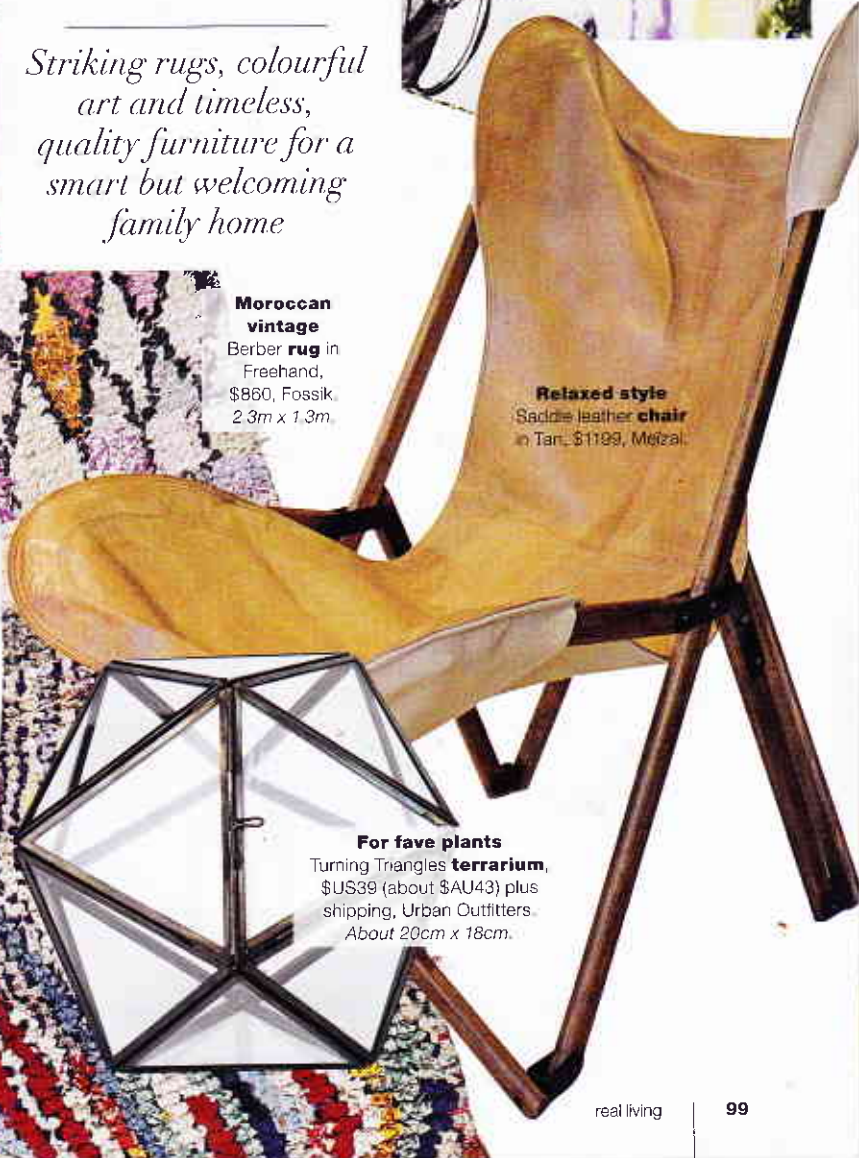 Striking rugs, colourful
art and timeless,
quality furniture for a
smart but welcoming
family home
Moroccan
vintage
Berber rug in
Freehand,
$860, Fossik.
2.3m x 1.3m.
Relaxed style
Saddle leather chair
in Tan, $1199, Meizai.
For fave plants
Turning Triangles terrarium,
$US39 (about $AU43) plus
shipping, Urban Outfitters.
About 20cm x 18cm.
real living
99